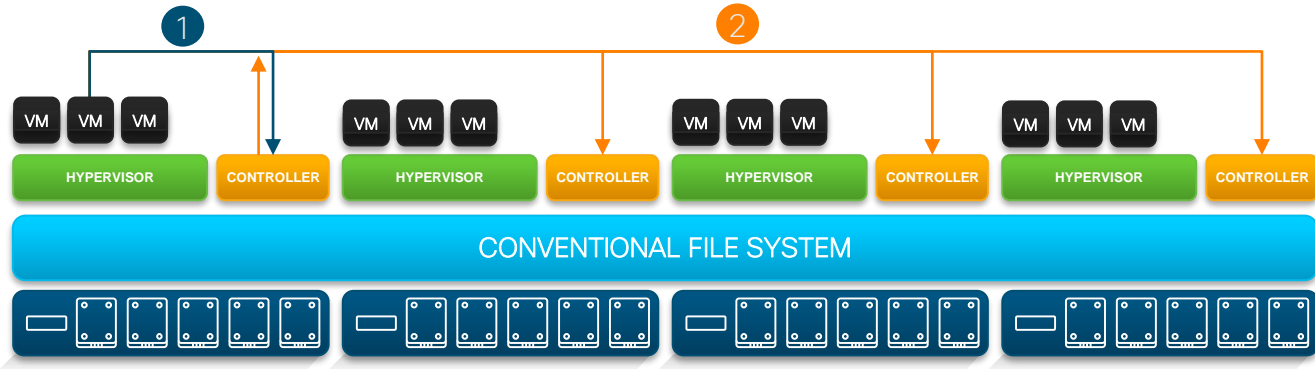 1
2
VM VM VM
VM VM VM
VM VM VM
VM VM VM
HYPERVISOR CONTROLLER HYPERVISOR CONTROLLER HYPERVISOR CONTROLLER HYPERVISOR CONTROLLER
CONVENTIONAL FILE SYSTEM